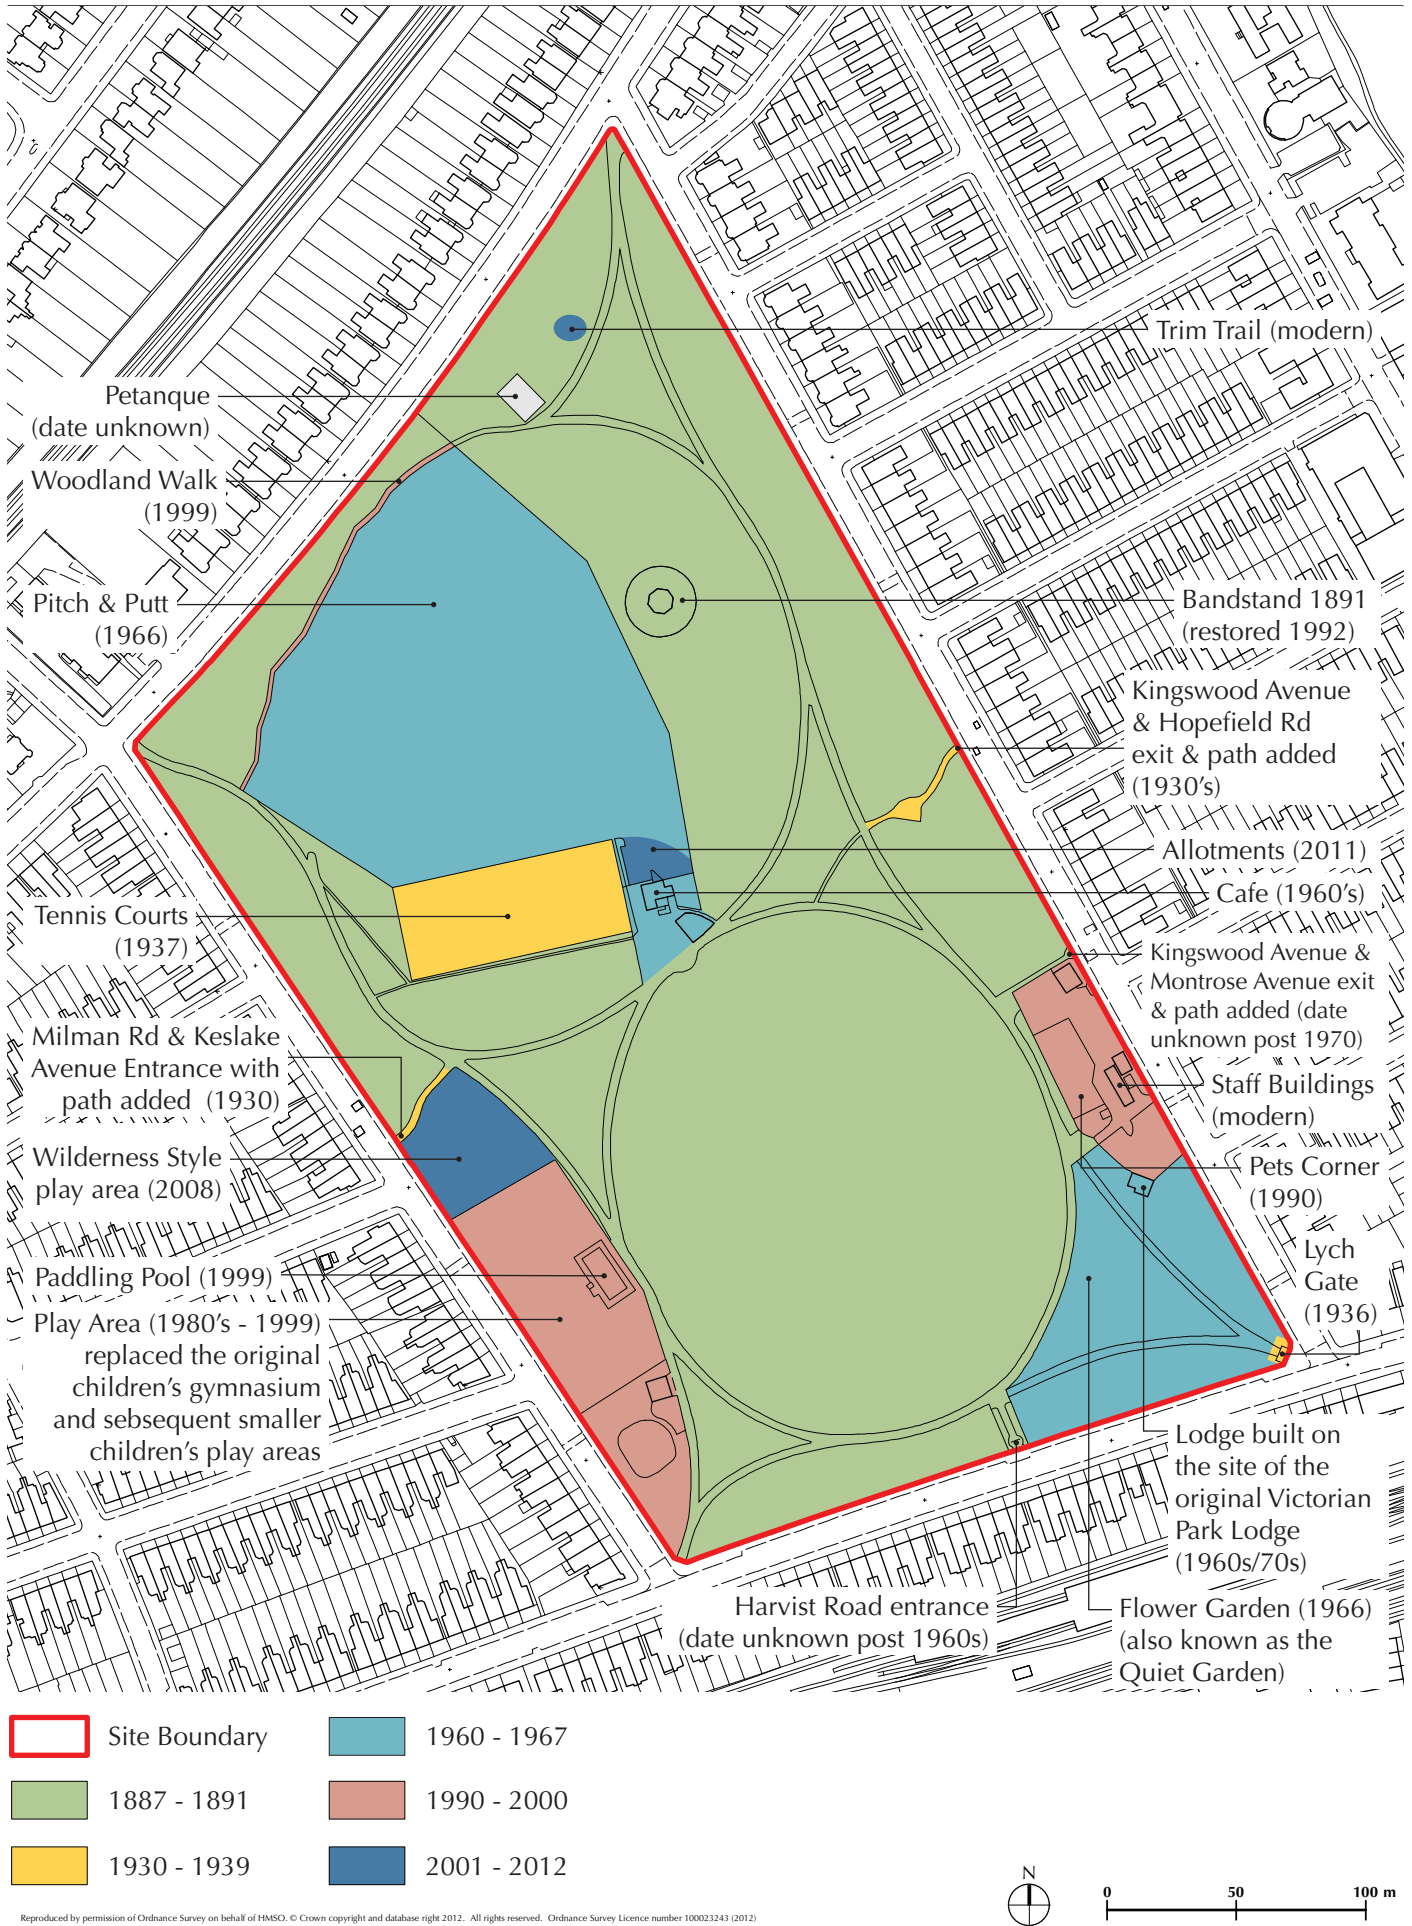 Trim Trail (modern)
Petanque
(date unknown)
Woodland Walk
(1999)
Pitch & Putt
(1966)
Bandstand 1891
(restored 1992)
Kingswood Avenue
& Hopefield Rd
exit & path added
(1930's)
Allotments (2011)
Cafe (1960's)
Tennis Courts
(1937)
Kingswood Avenue &
Montrose Avenue exit
& path added (date
unknown post 1970)
Milman Rd & Keslake
Avenue Entrance with
path added (1930)
Staff Buildings
(modern)
Wilderness Style
play area (2008)
Pets Corner
(1990)
Lych
Gate
(1936)
Paddling Pool (1999)
Play Area (1980's - 1999)
replaced the original
children's gymnasium
and sebsequent smaller
children's play areas
Lodge built on
the site of the
original Victorian
Park Lodge
(1960s/70s)
Harvist Road entrance
(date unknown post 1960s)
Flower Garden (1966)
(also known as the
Quiet Garden)
Site Boundary
1887 - 1891
1930 - 1939
1960 - 1967
1990 - 2000
2001 - 2012
N
0 50 100 m
Reproduced by permission of Ordnance Survey on behalf of HMSO. © Crown copyright and database right 2012. All rights reserved. Ordnance Survey Licence number 100023243 (2012)